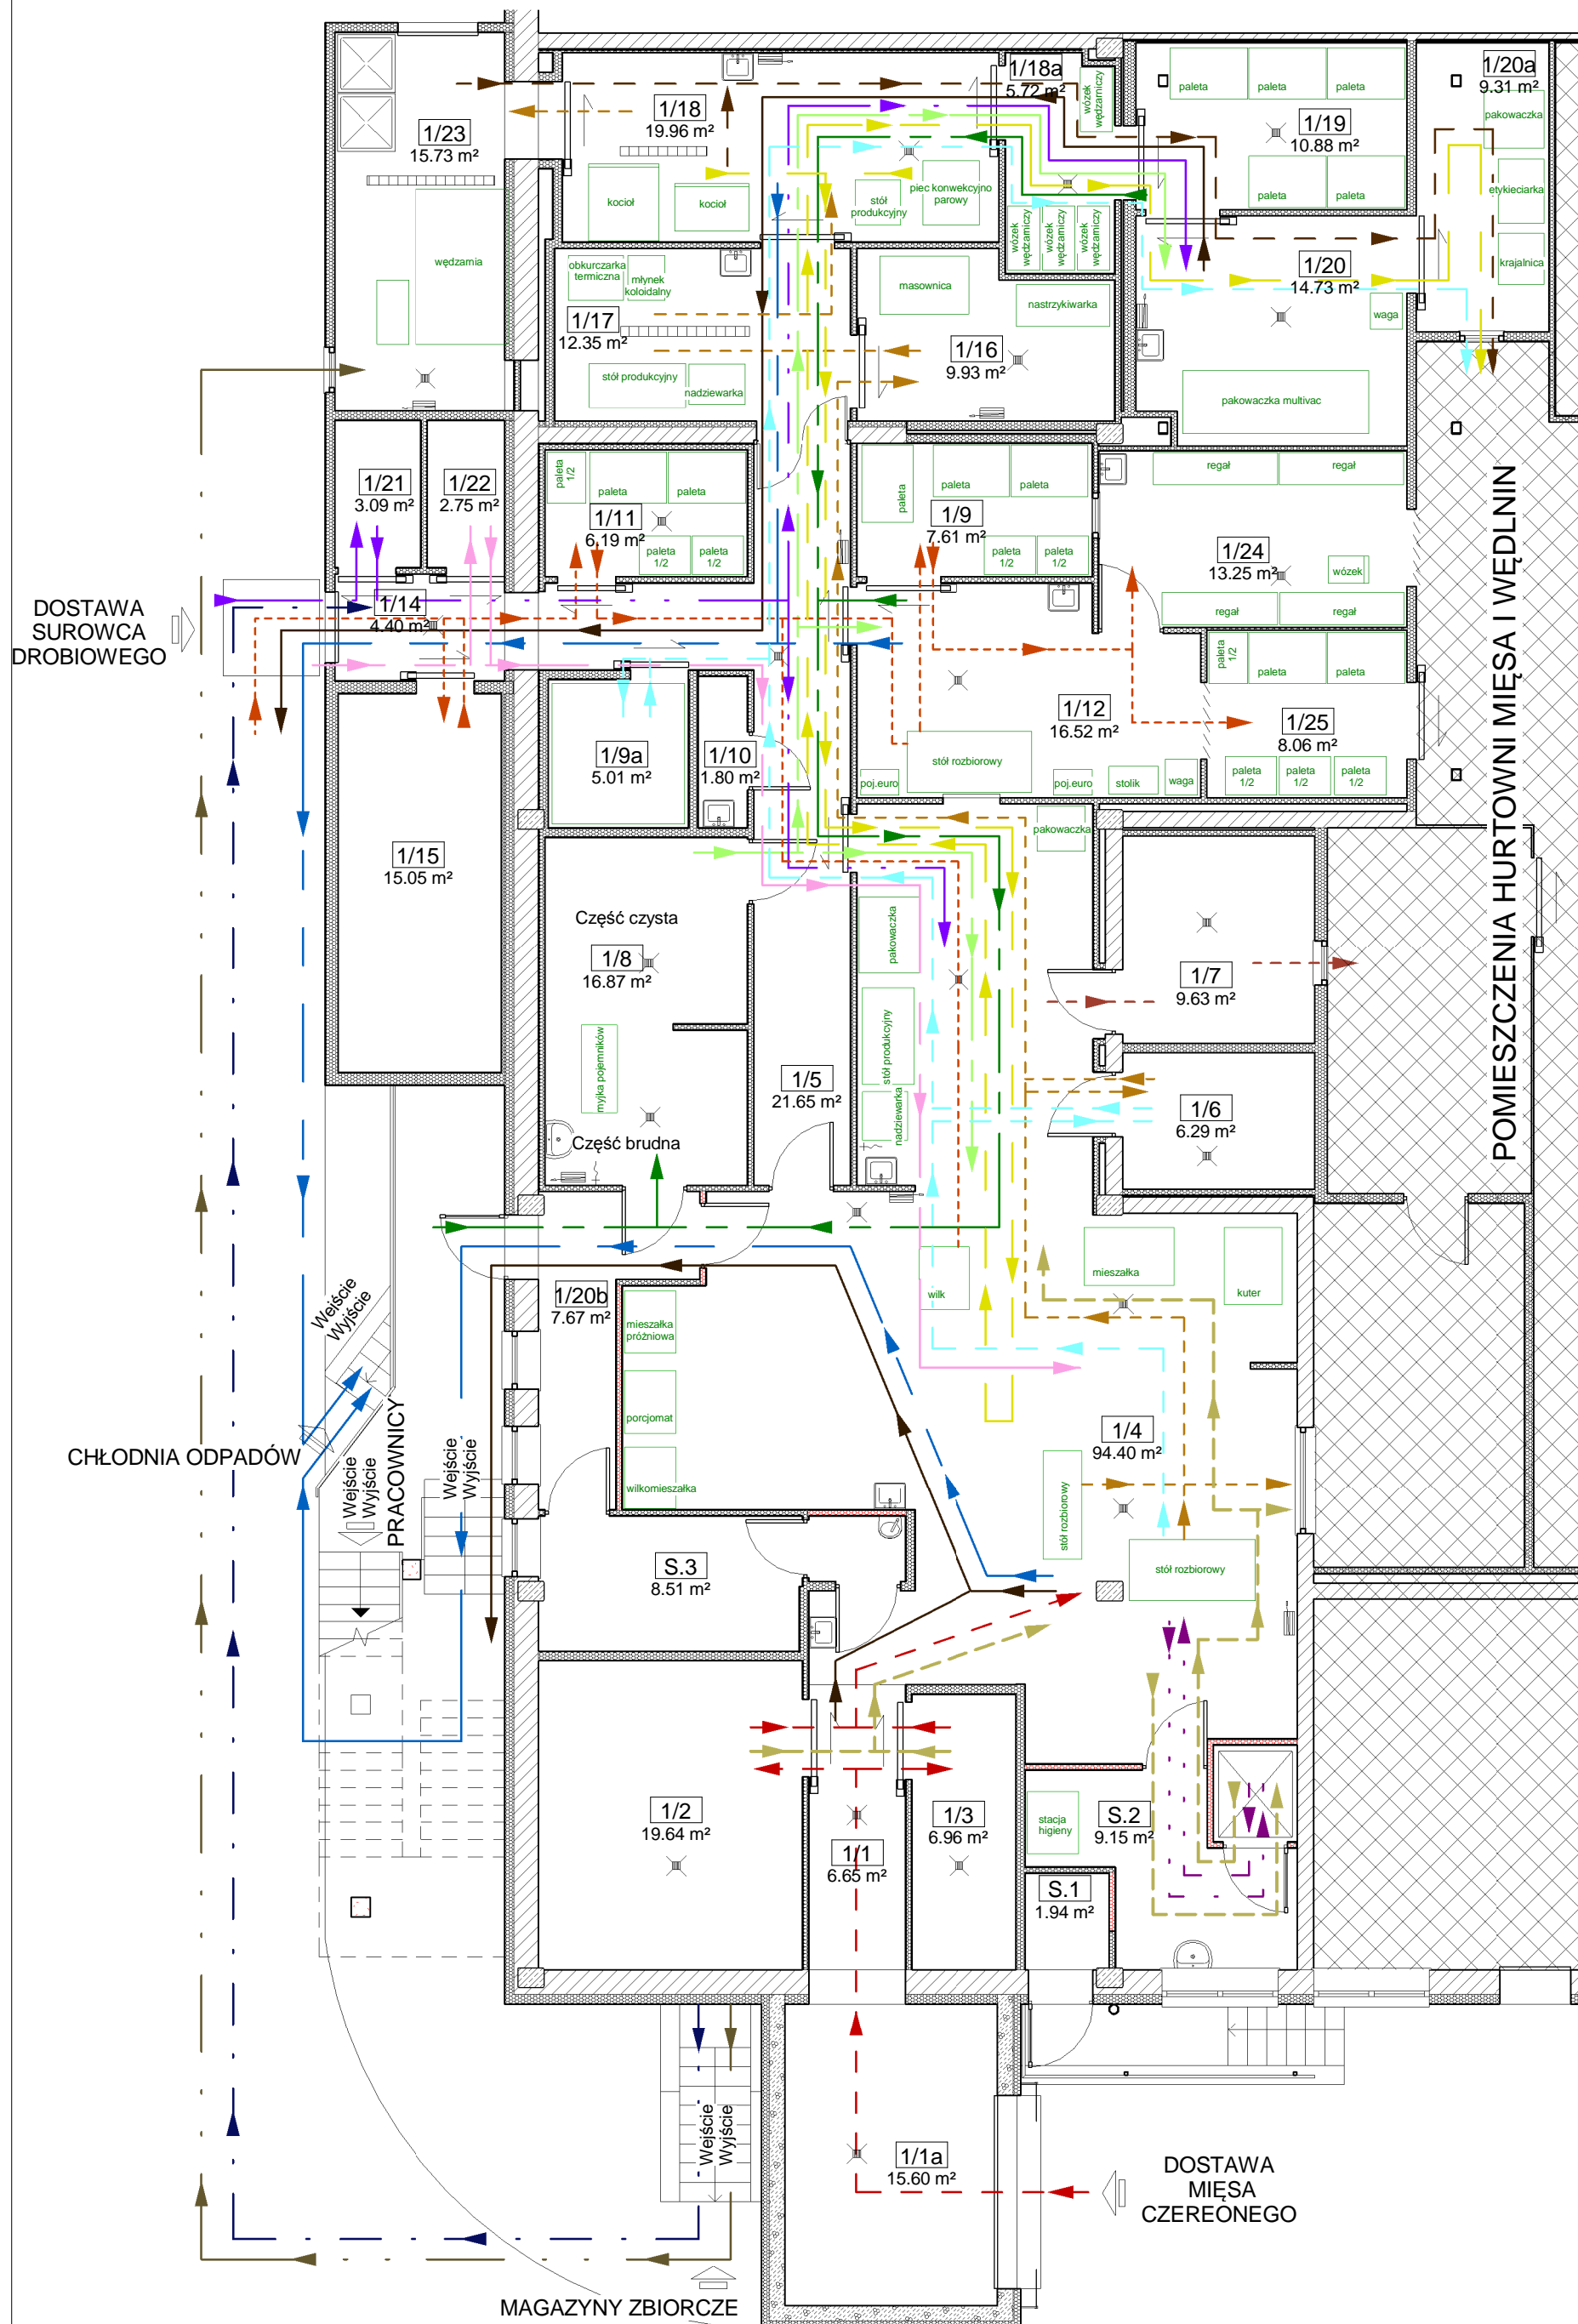 1/23
15.73 m²
wędzarnia
1/18
19.96 m²
kocioł
kocioł
stół
produkcyjny
piec konwekcyjno
parowy
1/18a
5.72 m²
wózek
wędzarniczy
wózek
wędzarniczy
wózek
wędzarniczy
wózek
wędzarniczy
paleta
paleta
paleta
1/19
10.88 m²
paleta
paleta
1/20a
9.31 m²
pakowaczka
etykieciarka
krajalnica
1/20
14.73 m²
waga
pakowaczka multivac
obkurczarka
termiczna
młynek
koloidalny
1/17
12.35 m²
stół produkcyjny
nadziewarka
masownica
nastrzykiwarka
1/16
9.93 m²
1/21
3.09 m²
1/22
2.75 m²
paleta
1/2
paleta
paleta
1/11
6.19 m²
paleta
1/2
paleta
1/2
paleta
paleta
paleta
1/9
7.61 m²
paleta
1/2
paleta
1/2
regał
regał
1/24
13.25 m²
wózek
regał
regał
DOSTAWA
SUROWCA
DROBIOWEGO
1/14
4.40 m²
paleta
1/2
paleta
paleta
1/12
16.52 m²
1/25
8.06 m²
stół rozbiorowy
poj.euro
poj.euro
stolik
waga
paleta
1/2
paleta
1/2
paleta
1/2
POMIESZCZENIA HURTOWNI MIĘSA I WĘDLNIN
1/9a
5.01 m²
1/10
1.80 m²
1/15
15.05 m²
pakowaczka
Część czysta
1/8
16.87 m²
myjka pojemników
Część brudna
1/5
21.65 m²
pakowaczka
stół produkcyjny
nadziewarka
1/7
9.63 m²
1/6
6.29 m²
Wejście
Wyjście
1/20b
7.67 m²
mieszałka
próżniowa
porcjomat
wilkomieszałka
wilk
mieszałka
kuter
1/4
94.40 m²
stół rozbiorowy
stół rozbiorowy
CHŁODNIA ODPADÓW
Wejście
Wyjście
PRACOWNICY
Wejście
Wyjście
S.3
8.51 m²
1/2
19.64 m²
1/1
6.65 m²
1/3
6.96 m²
stacja
higieny
S.2
9.15 m²
S.1
1.94 m²
Wejście
Wyjście
1/1a
15.60 m²
DOSTAWA
MIĘSA
CZEREONEGO
MAGAZYNY ZBIORCZE